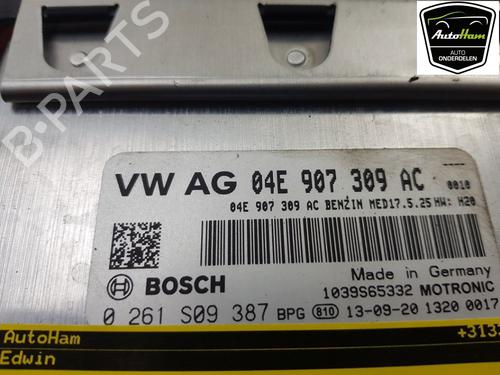 AutoHam
AUTO
ONDERDELEN
B-PARTS
VW AG 04E 907 309 AC
0010
04E 907 309 AC BENZIN MED17.5.25 HW: H20
BOSCH
Made in Germany
1039S65332 MOTRONIC
0 261 S09 387 BPG 810 13-09-20 1320 0017
AutoHam
Edwin